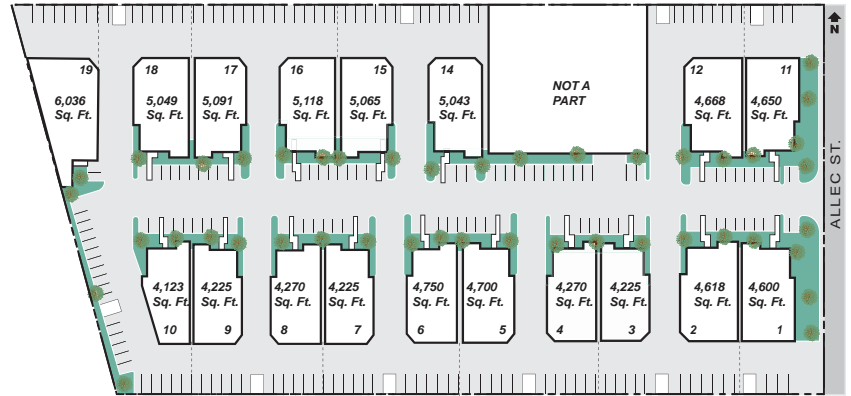 N
19
6,036
Sq. Ft.
18
5,049
Sq. Ft.
17
5,091
Sq. Ft.
16
5,118
Sq. Ft.
15
5,065
Sq. Ft.
14
5,043
Sq. Ft.
NOT A
PART
12
4,668
Sq. Ft.
11
4,650
Sq. Ft.
ALLEC ST.
4,123
Sq. Ft.
10
4,225
Sq. Ft.
9
4,270
Sq. Ft.
8
4,225
Sq. Ft.
7
4,750
Sq. Ft.
6
4,700
Sq. Ft.
5
4,270
Sq. Ft.
4
4,225
Sq. Ft.
3
4,618
Sq. Ft.
2
4,600
Sq. Ft.
1